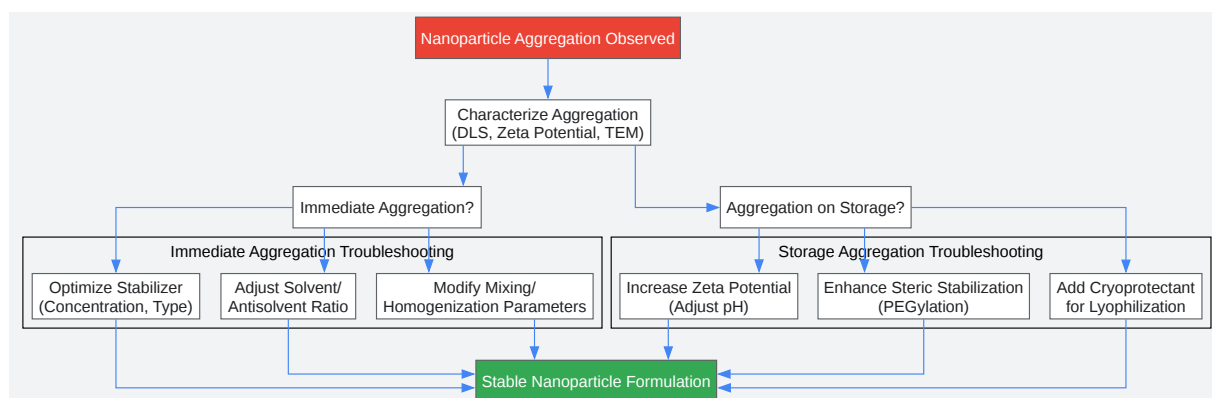 Nanoparticle Aggregation Observed
Characterize Aggregation
(DLS, Zeta Potential, TEM)
Immediate Aggregation?
Aggregation on Storage?
Immediate Aggregation Troubleshooting
Optimize Stabilizer
(Concentration, Type)
Adjust Solvent/
Antisolvent Ratio
Modify Mixing/
Homogenization Parameters
Storage Aggregation Troubleshooting
Increase Zeta Potential
(Adjust pH)
Enhance Steric Stabilization
(PEGylation)
Add Cryoprotectant
for Lyophilization
Stable Nanoparticle Formulation